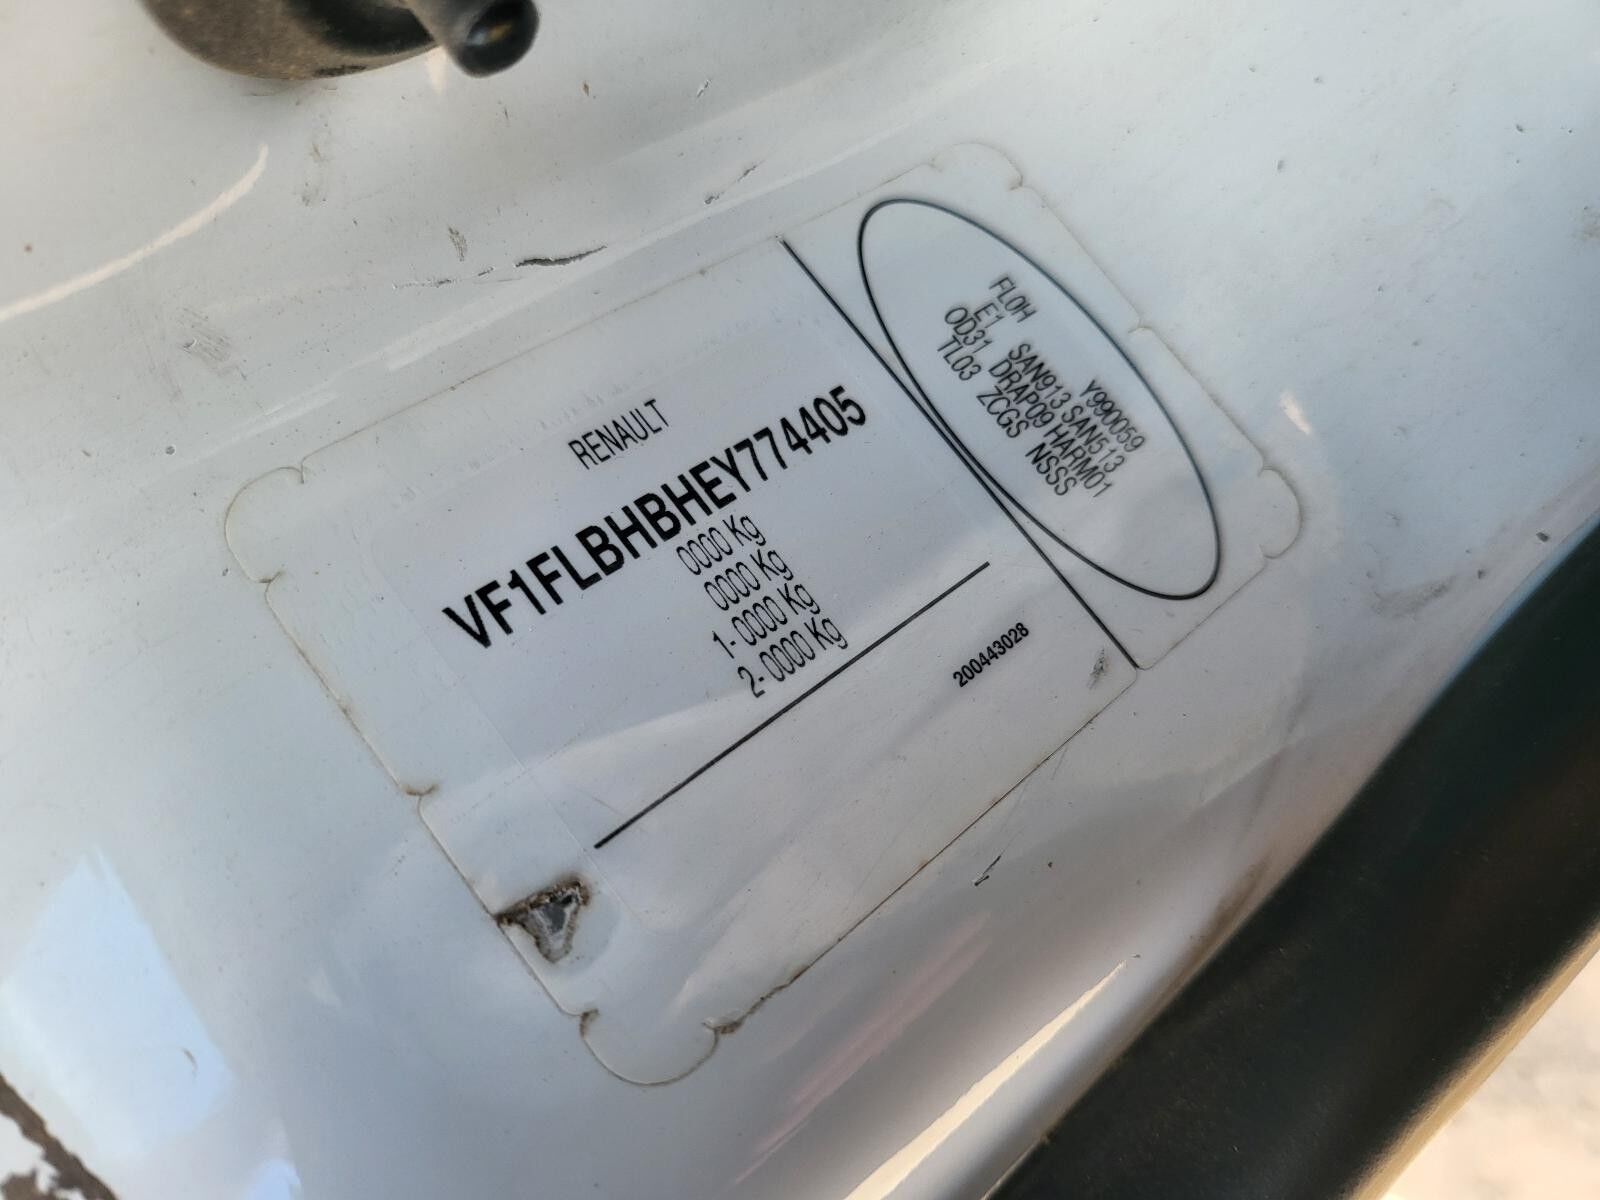 RENAULT
VF1FLBHBHEY774405
0000 Kg
0000 Kg
1- 0000 Kg
2- 0000 Kg
200443028
FL0H Y990059
E1 SAN913 SAN513
OD31 DRAP09 HARM01
TL03 ZCGS NSSS